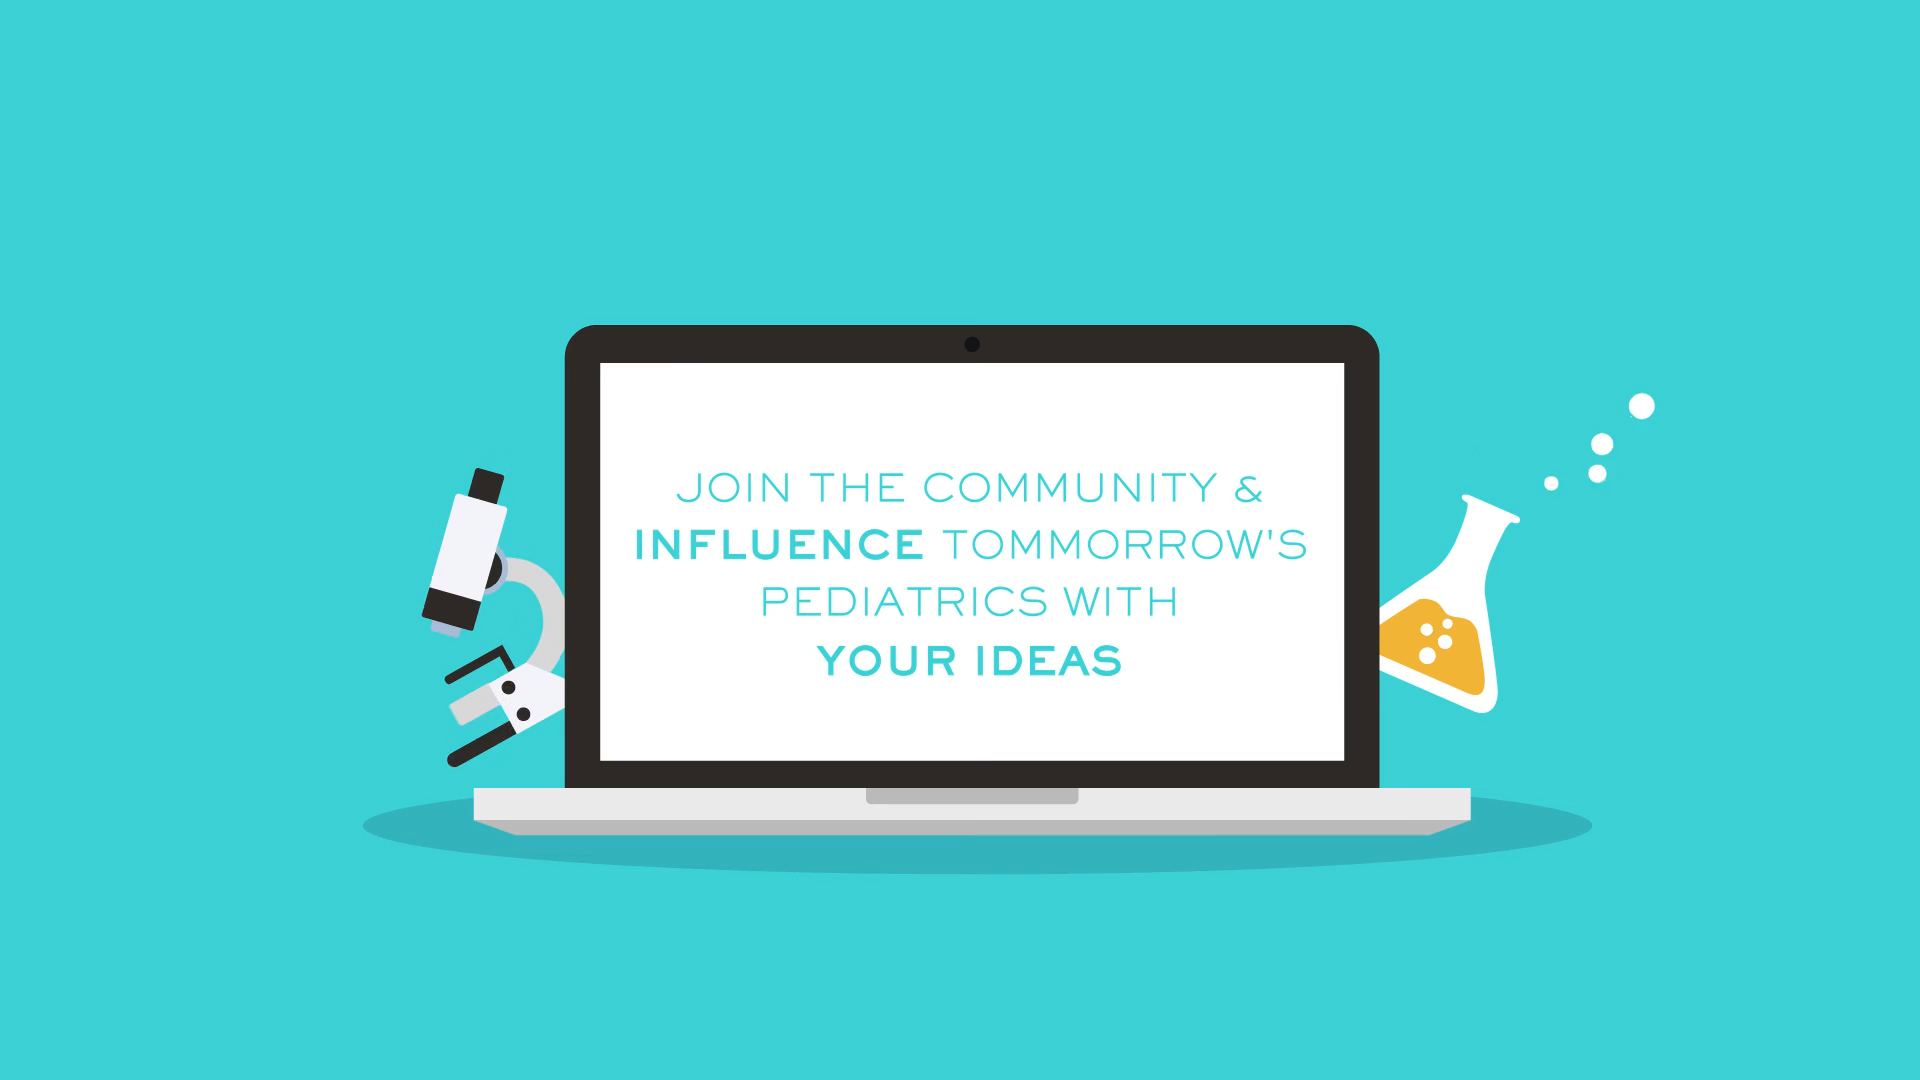 JOIN THE COMMUNITY &
INFLUENCE TOMMORROW'S
PEDIATRICS WITH
YOUR IDEAS